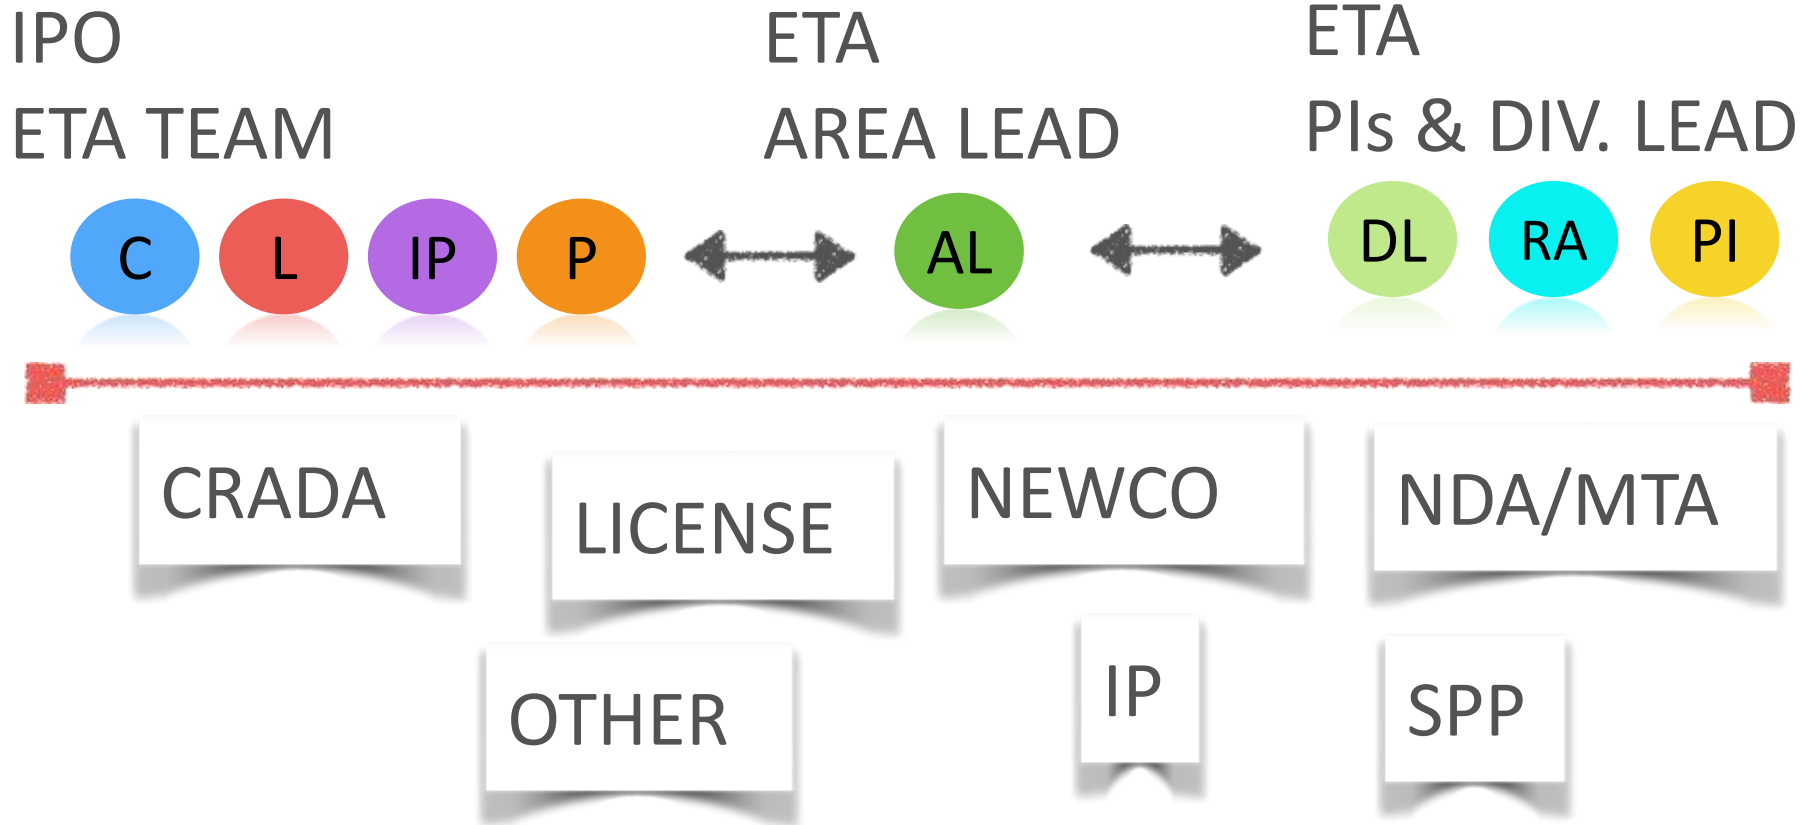 IPO
ETA TEAM
ETA
AREA LEAD
ETA
PIs & DIV. LEAD
C
L
IP
P
AL
DL
RA
PI
CRADA
LICENSE
NEWCO
NDA/MTA
OTHER
IP
SPP